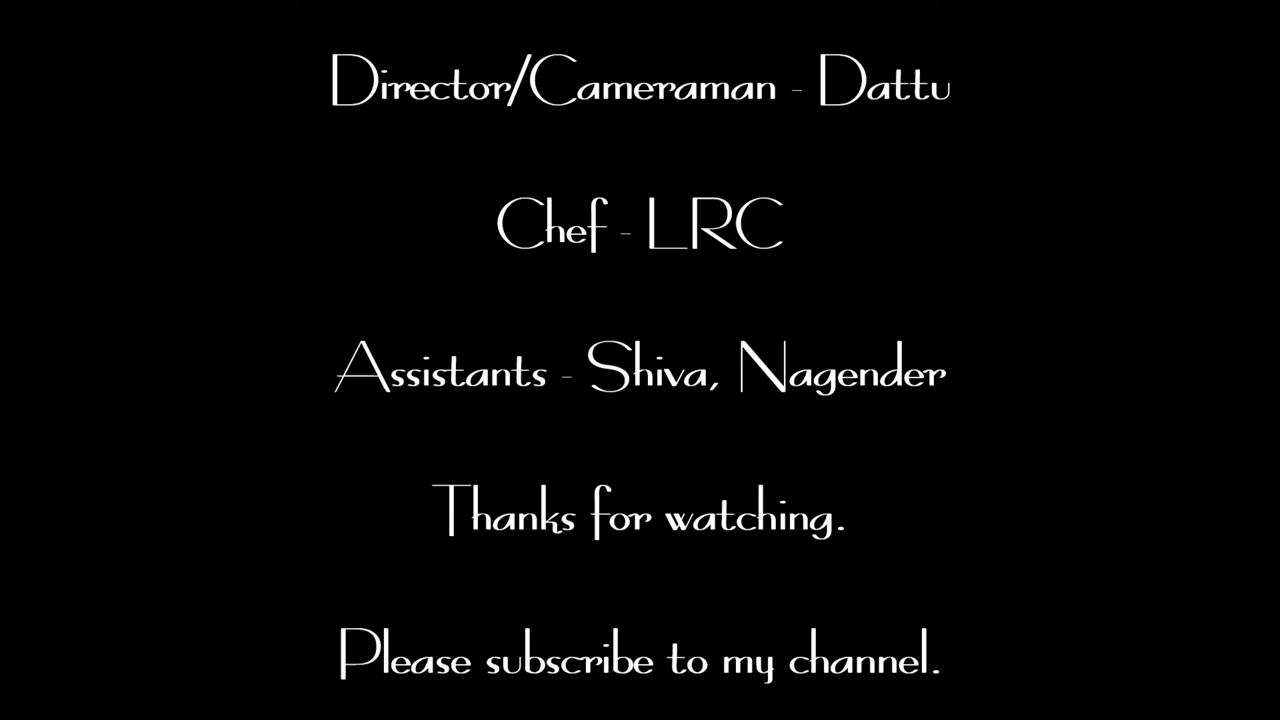 Director/Cameraman - Dattu
Chef - LRC
Assistants - Shiva, Nagender
Thanks for watching.
Please subscribe to my channel.